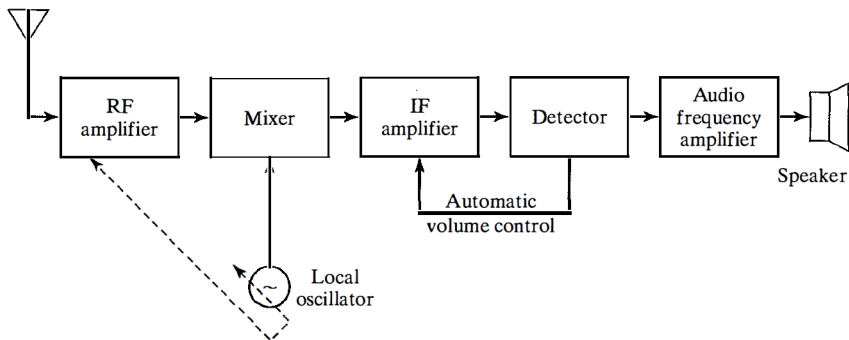 RF
amplifier
Mixer
IF
amplifier
Detector
Audio
frequency
amplifier
Speaker
Automatic
volume control
Local
oscillator
~